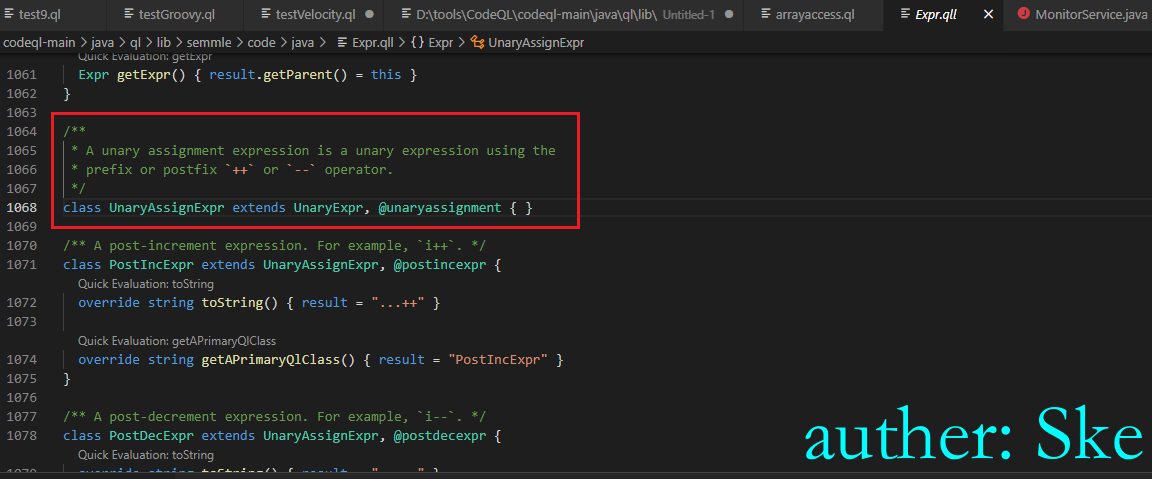 test9.ql testGroovy.ql testVelocity.ql D:\tools\CodeQL\codeql-main\java\ql\lib\ Untitled-1 arrayaccess.ql Expr.qll MonitorService.java
codeql-main > java > ql > lib > semmle > code > java > Expr.qll > {} Expr > UnaryAssignExpr
Quick Evaluation: getExpr
1061 Expr getExpr() { result.getParent() = this }
1062 }
1063
1064 /**
1065 * A unary assignment expression is a unary expression using the
1066 * prefix or postfix `++` or `--` operator.
1067 */
1068 class UnaryAssignExpr extends UnaryExpr, @unaryassignment { }
1069
1070 /** A post-increment expression. For example, `i++`. */
1071 class PostIncExpr extends UnaryAssignExpr, @postincexpr {
Quick Evaluation: toString
1072 override string toString() { result = "...++" }
1073
Quick Evaluation: getAPrimaryQlClass
1074 override string getAPrimaryQlClass() { result = "PostIncExpr" }
1075 }
1076
1077 /** A post-decrement expression. For example, `i--`. */
1078 class PostDecExpr extends UnaryAssignExpr, @postdecexpr {
Quick Evaluation: toString
override string toString() { result
auther: Ske